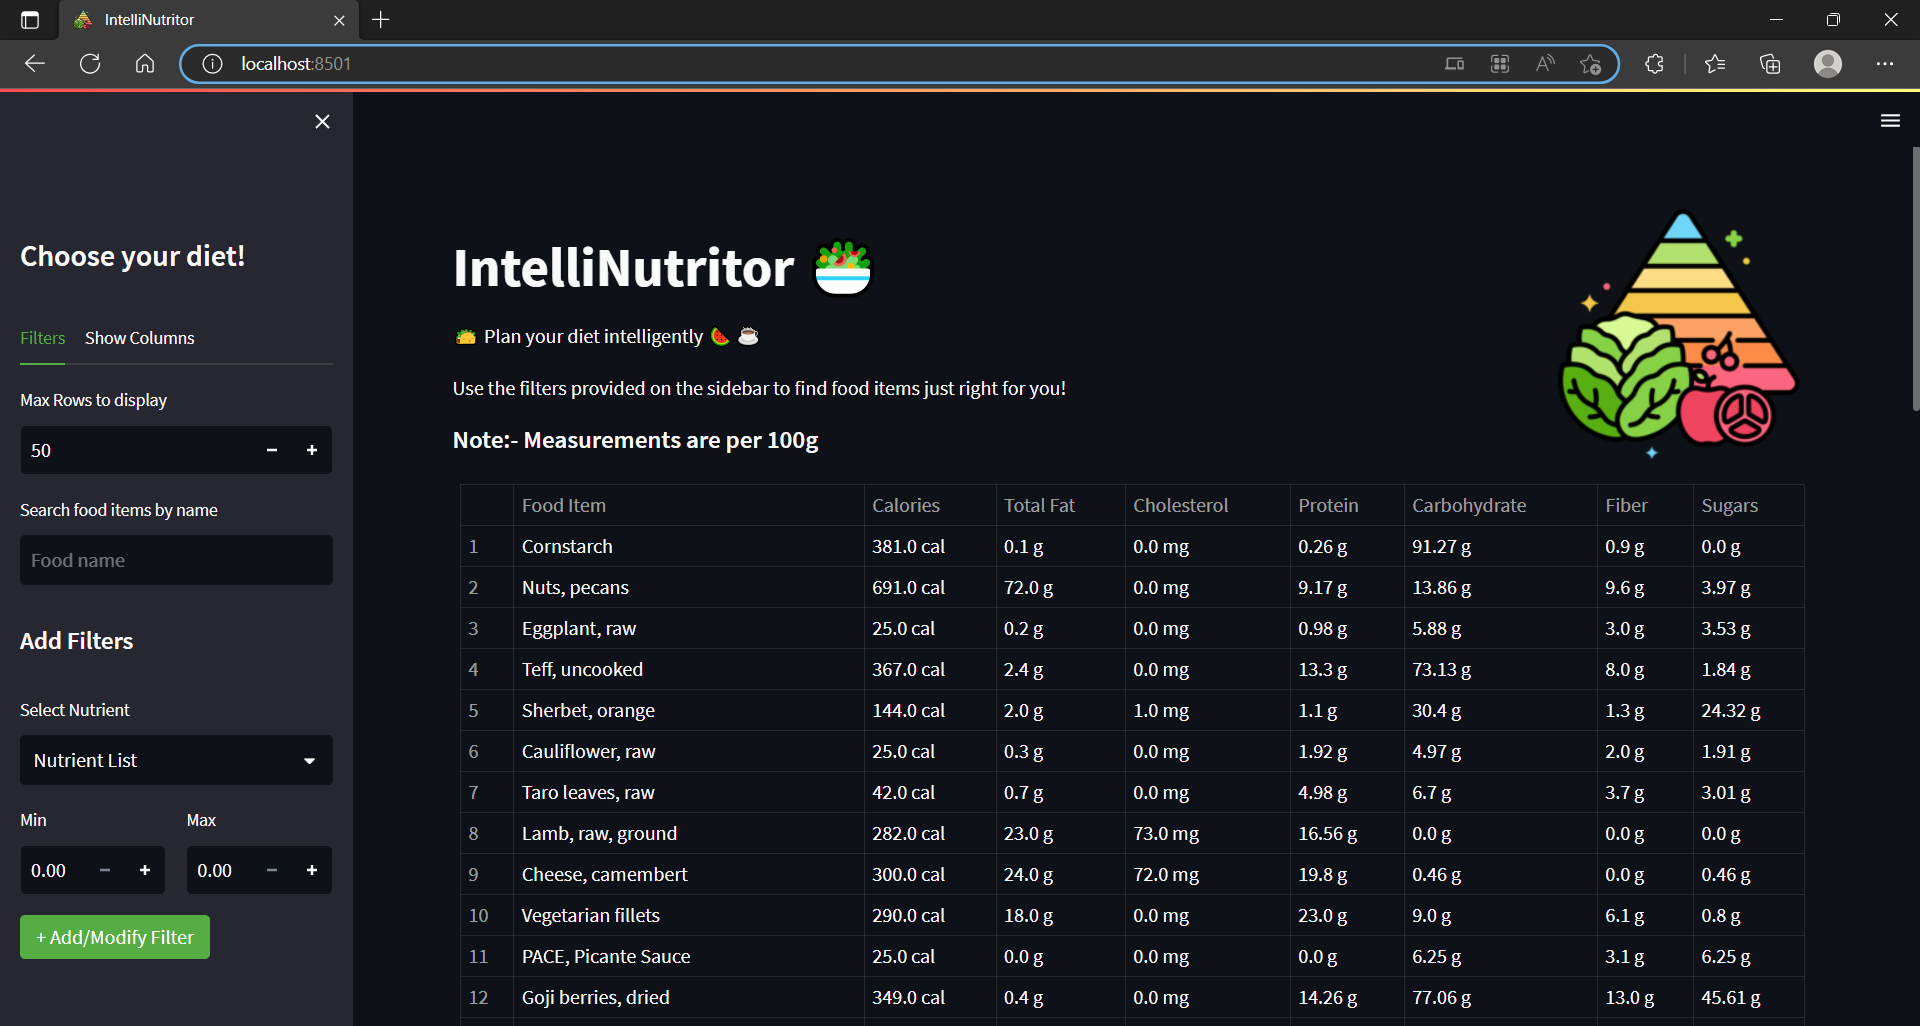 IntelliNutritor
localhost:8501
Choose your diet!
Filters Show Columns
Max Rows to display
50 − +
Search food items by name
Food name
Add Filters
Select Nutrient
Nutrient List
Min Max
0.00 − + 0.00 − +
+ Add/Modify Filter
IntelliNutritor
Plan your diet intelligently
Use the filters provided on the sidebar to find food items just right for you!
Note:- Measurements are per 100g
Food Item Calories Total Fat Cholesterol Protein Carbohydrate Fiber Sugars
1 Cornstarch 381.0 cal 0.1 g 0.0 mg 0.26 g 91.27 g 0.9 g 0.0 g
2 Nuts, pecans 691.0 cal 72.0 g 0.0 mg 9.17 g 13.86 g 9.6 g 3.97 g
3 Eggplant, raw 25.0 cal 0.2 g 0.0 mg 0.98 g 5.88 g 3.0 g 3.53 g
4 Teff, uncooked 367.0 cal 2.4 g 0.0 mg 13.3 g 73.13 g 8.0 g 1.84 g
5 Sherbet, orange 144.0 cal 2.0 g 1.0 mg 1.1 g 30.4 g 1.3 g 24.32 g
6 Cauliflower, raw 25.0 cal 0.3 g 0.0 mg 1.92 g 4.97 g 2.0 g 1.91 g
7 Taro leaves, raw 42.0 cal 0.7 g 0.0 mg 4.98 g 6.7 g 3.7 g 3.01 g
8 Lamb, raw, ground 282.0 cal 23.0 g 73.0 mg 16.56 g 0.0 g 0.0 g 0.0 g
9 Cheese, camembert 300.0 cal 24.0 g 72.0 mg 19.8 g 0.46 g 0.0 g 0.46 g
10 Vegetarian fillets 290.0 cal 18.0 g 0.0 mg 23.0 g 9.0 g 6.1 g 0.8 g
11 PACE, Picante Sauce 25.0 cal 0.0 g 0.0 mg 0.0 g 6.25 g 3.1 g 6.25 g
12 Goji berries, dried 349.0 cal 0.4 g 0.0 mg 14.26 g 77.06 g 13.0 g 45.61 g